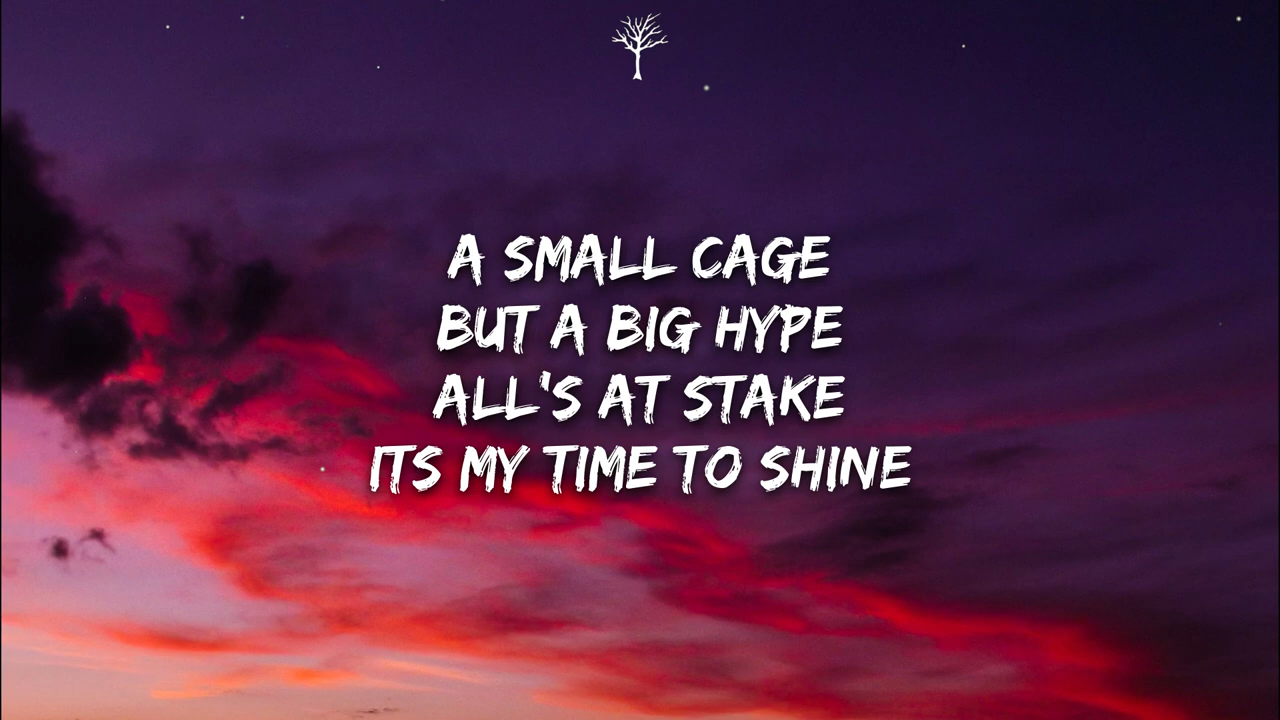 A SMALL CAGE
BUT A BIG HYPE
ALL'S AT STAKE
ITS MY TIME TO SHINE